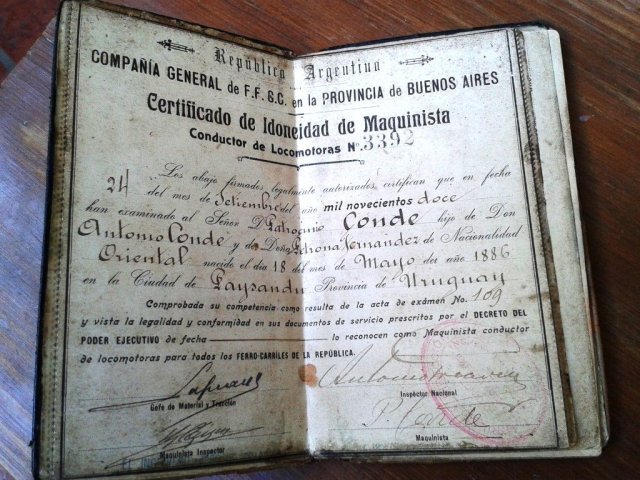 República Argentina
COMPAÑÍA GENERAL de F.F.G.C. en la PROVINCIA de BUENOS AIRES
Certificado de Idoneidad de Maquinista
Conductor de Locomotoras Nº 3392
Los abajo firmados legalmente autorizados, certifican que en fecha
24 del mes de Setiembre del año mil novecientos doce
han examinado al Señor D. Patrocinio Conde hijo de Don
Antonio Conde y de Doña Petrona Fernandez de Nacionalidad
Oriental nacido el dia 18 del mes de Mayo del año 1886
en la Ciudad de Paysandu Provincia de Uruguay
Comprobada su competencia como resulta de la acta de exámen No. 109
y vista la legalidad y conformidad en sus documentos de servicio prescritos por el DECRETO DEL
PODER EJECUTIVO de fecha lo reconocen como Maquinista conductor
de locomotoras para todos los FERRO-CARRILES DE LA REPÚBLICA.
Gefe de Material y Tracción
Inspector Nacional
P. Conde
Maquinista Inspector
Maquinista